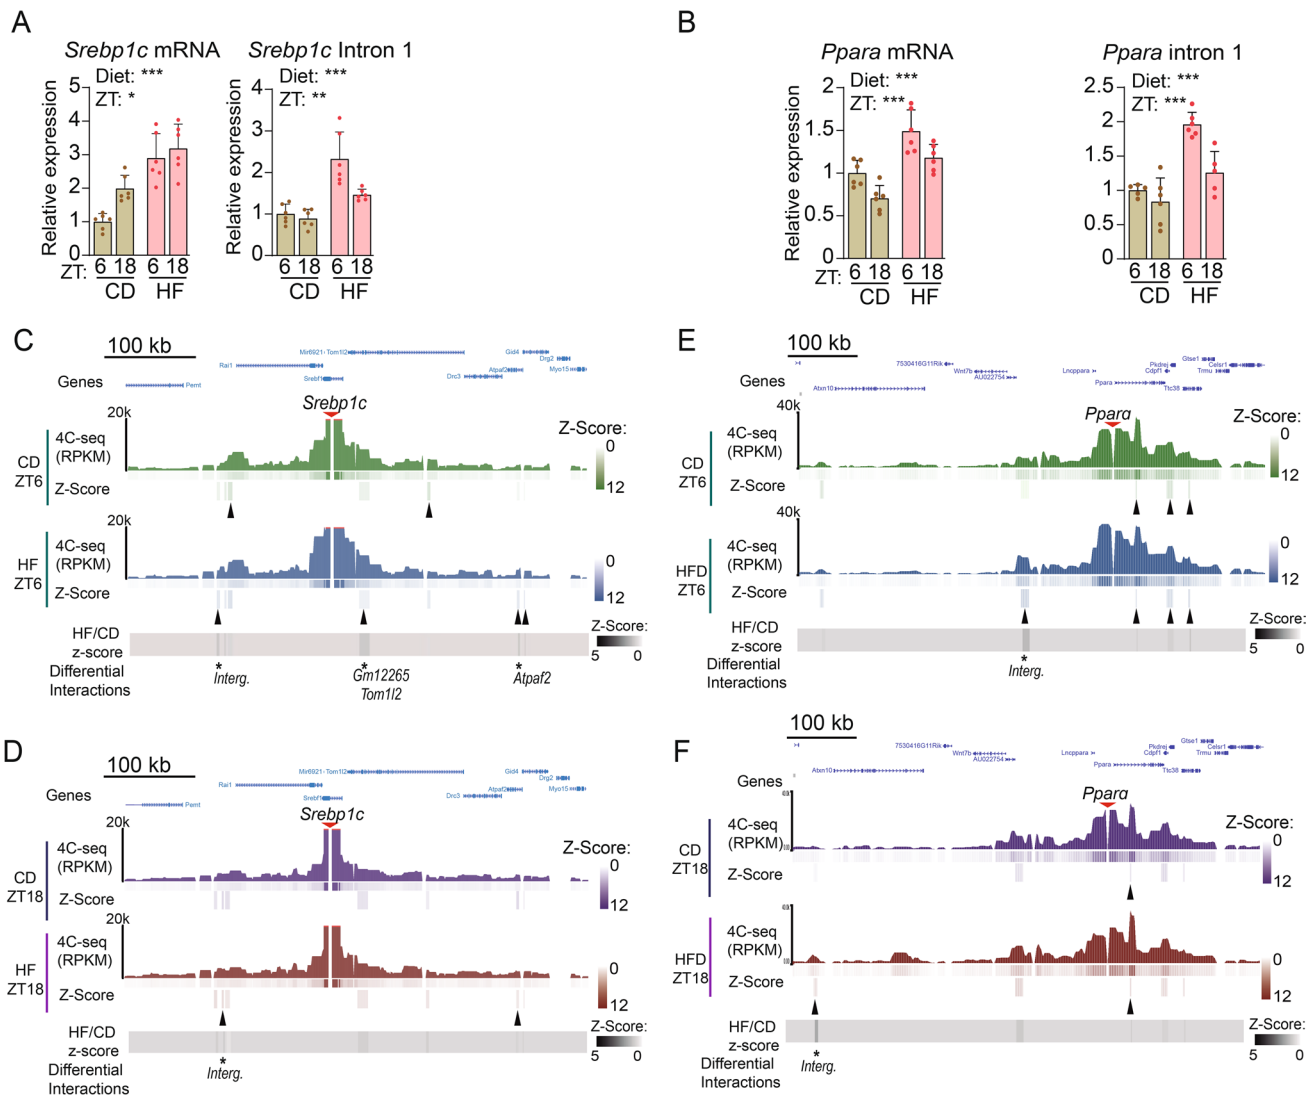 A
Srebp1c mRNA
Diet: ***
ZT: *
Relative expression
5
4
3
2
1
0
ZT: 6 18 6 18
CD HF
Srebp1c Intron 1
Diet: ***
ZT: **
Relative expression
4
3
2
1
0
6 18 6 18
CD HF
B
Ppara mRNA
Diet: ***
ZT: ***
Relative expression
2
1.5
1
0.5
0
ZT: 6 18 6 18
CD HF
Ppara intron 1
Diet: ***
ZT: ***
2.5
2
1.5
1
0.5
0
6 18 6 18
CD HF
C
100 kb
Mir6921 Tom1l2 Gid4
Drg2
Rai1 Atpaf2 Myo15
Genes Pemt Srebf1 Drc3
Srebp1c
20k
CD
ZT6
4C-seq
(RPKM)
Z-Score
Z-Score:
0
12
20k
HF
ZT6
4C-seq
(RPKM)
Z-Score
0
12
HF/CD
z-score
Z-Score:
5 0
Differential
Interactions
* * *
Interg. Gm12265 Atpaf2
Tom1l2
D
100 kb
Mir6921 Tom1l2 Gid4
Drg2
Rai1 Atpaf2 Myo15
Genes Pemt Srebf1 Drc3
Srebp1c
20k
CD
ZT18
4C-seq
(RPKM)
Z-Score
Z-Score:
0
12
20k
HF
ZT18
4C-seq
(RPKM)
Z-Score
0
12
HF/CD
z-score
Z-Score:
5 0
Differential
Interactions
*
Interg.
E
100 kb
7530416G11Rik Pkdrej Gtse1 Celsr1
Wnt7b Lncppara Cdpf1 Trmu
AU022754
Genes Atxn10 Ppara Ttc38
Ppara
40k
CD
ZT6
4C-seq
(RPKM)
Z-Score
Z-Score:
0
12
40k
HFD
ZT6
4C-seq
(RPKM)
Z-Score
0
12
HF/CD
z-score
Z-Score:
5 0
Differential
Interactions
*
Interg.
F
100 kb
7530416G11Rik Pkdrej Gtse1 Celsr1
Wnt7b Lncppara Cdpf1 Trmu
AU022754
Genes Atxn10 Ppara Ttc38
Ppara
CD
ZT18
4C-seq
(RPKM)
Z-Score
Z-Score:
0
12
HFD
ZT18
4C-seq
(RPKM)
Z-Score
0
12
HF/CD
z-score
Z-Score:
5 0
Differential
Interactions
*
Interg.